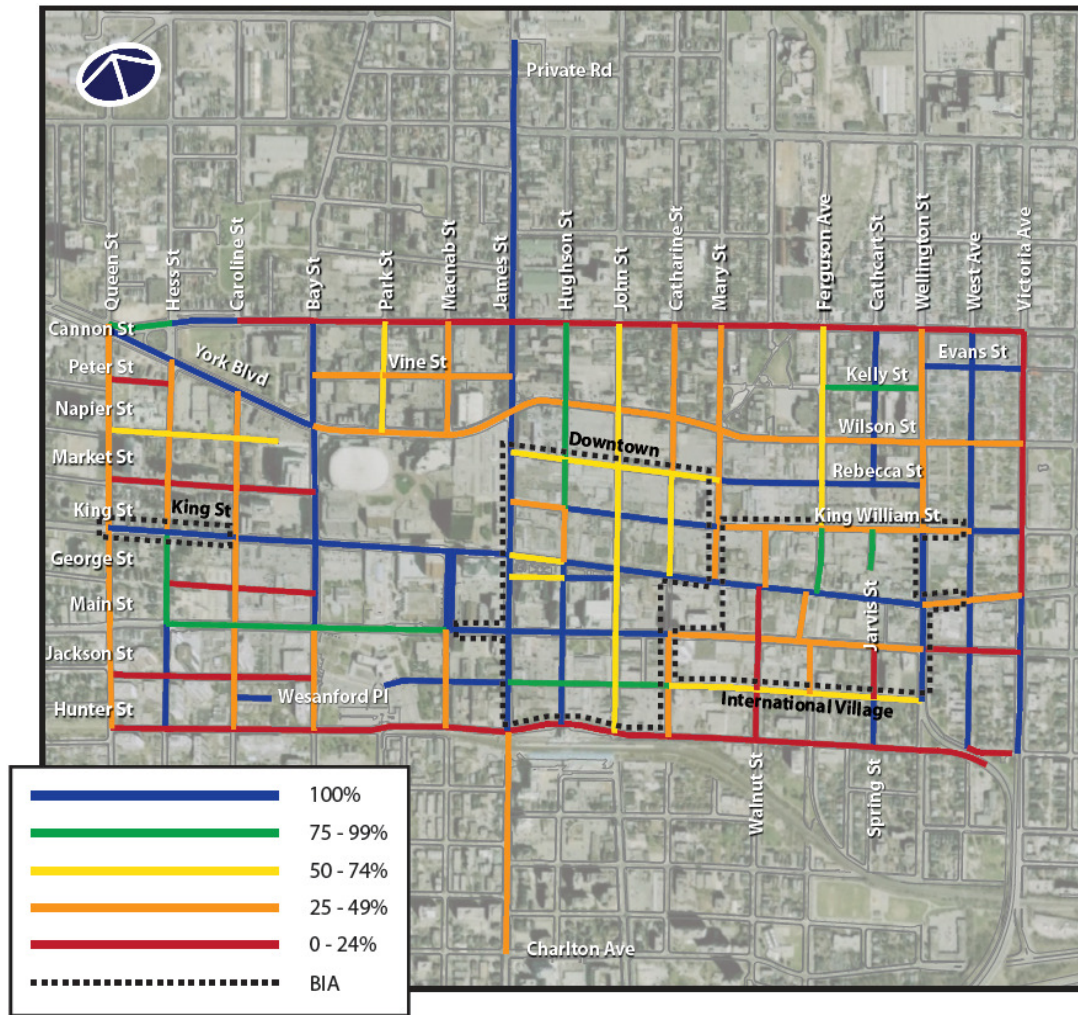 Private Rd
Queen St
Hess St
Caroline St
Bay St
Park St
Macnab St
James St
Hughson St
John St
Catharine St
Mary St
Ferguson Ave
Cathcart St
Wellington St
West Ave
Victoria Ave
Cannon St
York Blvd
Vine St
Evans St
Peter St
Kelly St
Napier St
Wilson St
Downtown
Market St
Rebecca St
King St
King St
King William St
George St
Main St
Jarvis St
Jackson St
Wesanford Pl
Hunter St
International Village
Walnut St
Spring St
Charlton Ave
100%
75 - 99%
50 - 74%
25 - 49%
0 - 24%
BIA